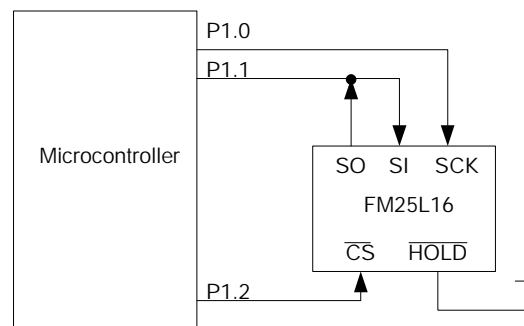 P1.0
P1.1
Microcontroller
SO SI SCK
FM25L16
CS HOLD
P1.2